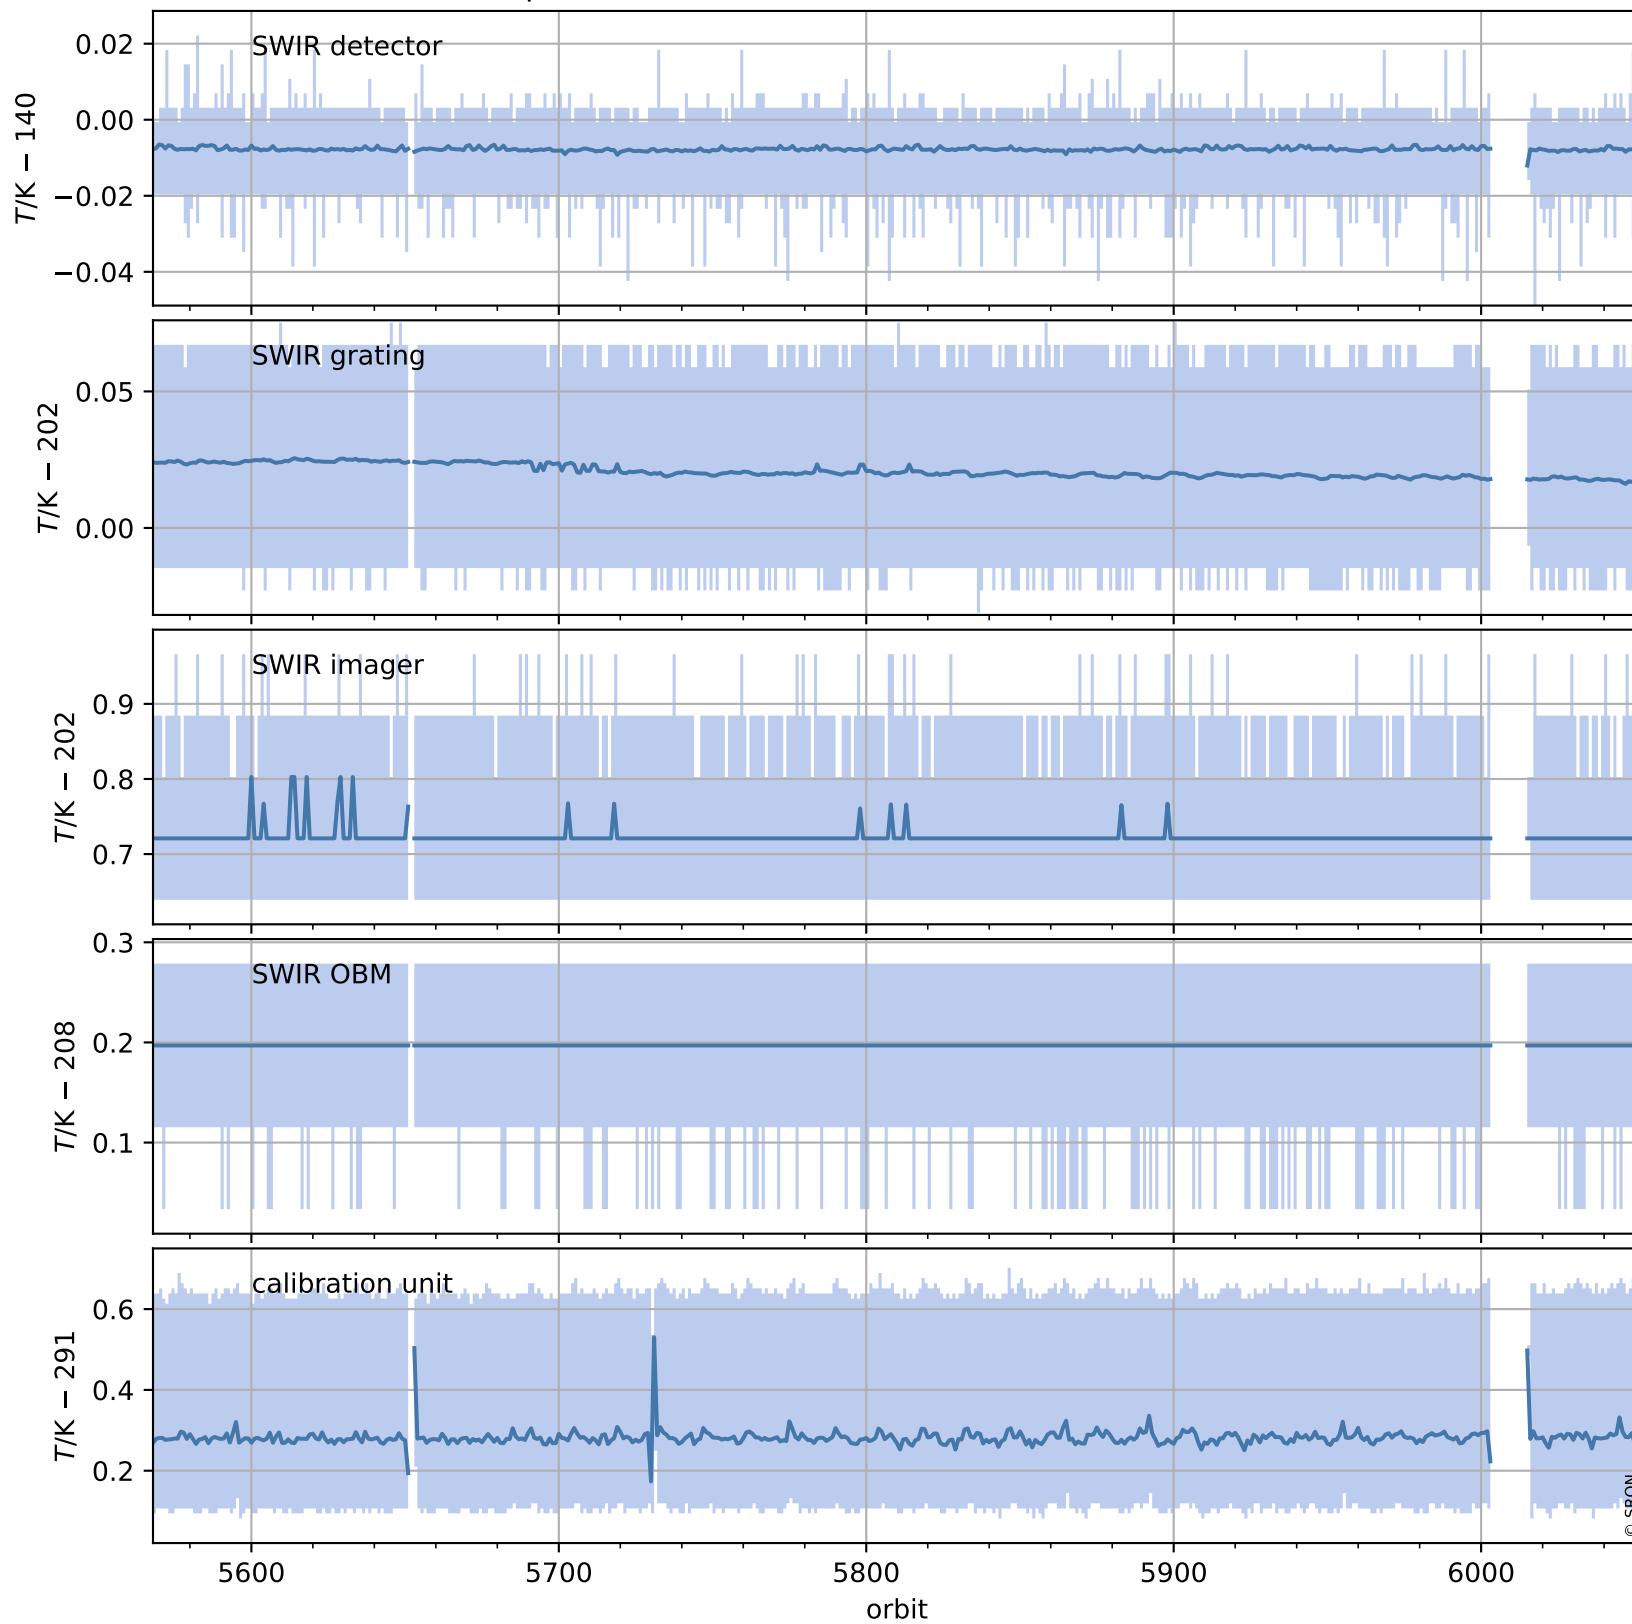 SWIR detector
0.02
0.00
−0.02
−0.04
T/K − 140
SWIR grating
0.05
0.00
T/K − 202
SWIR imager
0.9
0.8
0.7
T/K − 202
SWIR OBM
0.3
0.2
0.1
T/K − 208
calibration unit
0.6
0.4
0.2
T/K − 291
5600 5700 5800 5900 6000
orbit
© SRON